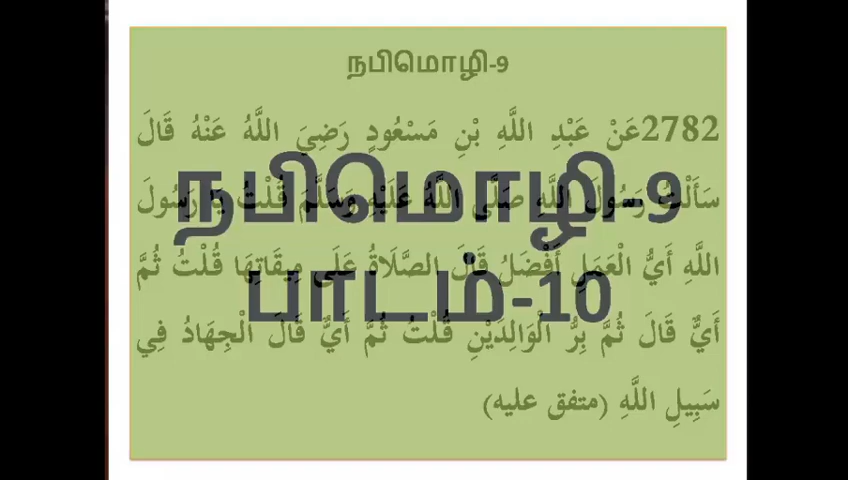 நபிமொழி-9
2782عَنْ عَبْدِ اللَّهِ بْنِ مَسْعُودٍ رَضِيَ اللَّهُ عَنْهُ قَالَ
سَأَلْتُ رَسُولَ اللَّهِ صَلَّى اللَّهُ عَلَيْهِ وَسَلَّمَ قُلْتُ يَا رَسُولَ
اللَّهِ أَيُّ الْعَمَلِ أَفْضَلُ قَالَ الصَّلَاةُ عَلَى مِيقَاتِهَا قُلْتُ ثُمَّ
أَيٌّ قَالَ ثُمَّ بِرُّ الْوَالِدَيْنِ قُلْتُ ثُمَّ أَيٌّ قَالَ الْجِهَادُ فِي
سَبِيلِ اللَّهِ (متفق عليه)
நபிமொழி-9
பாடம்-10